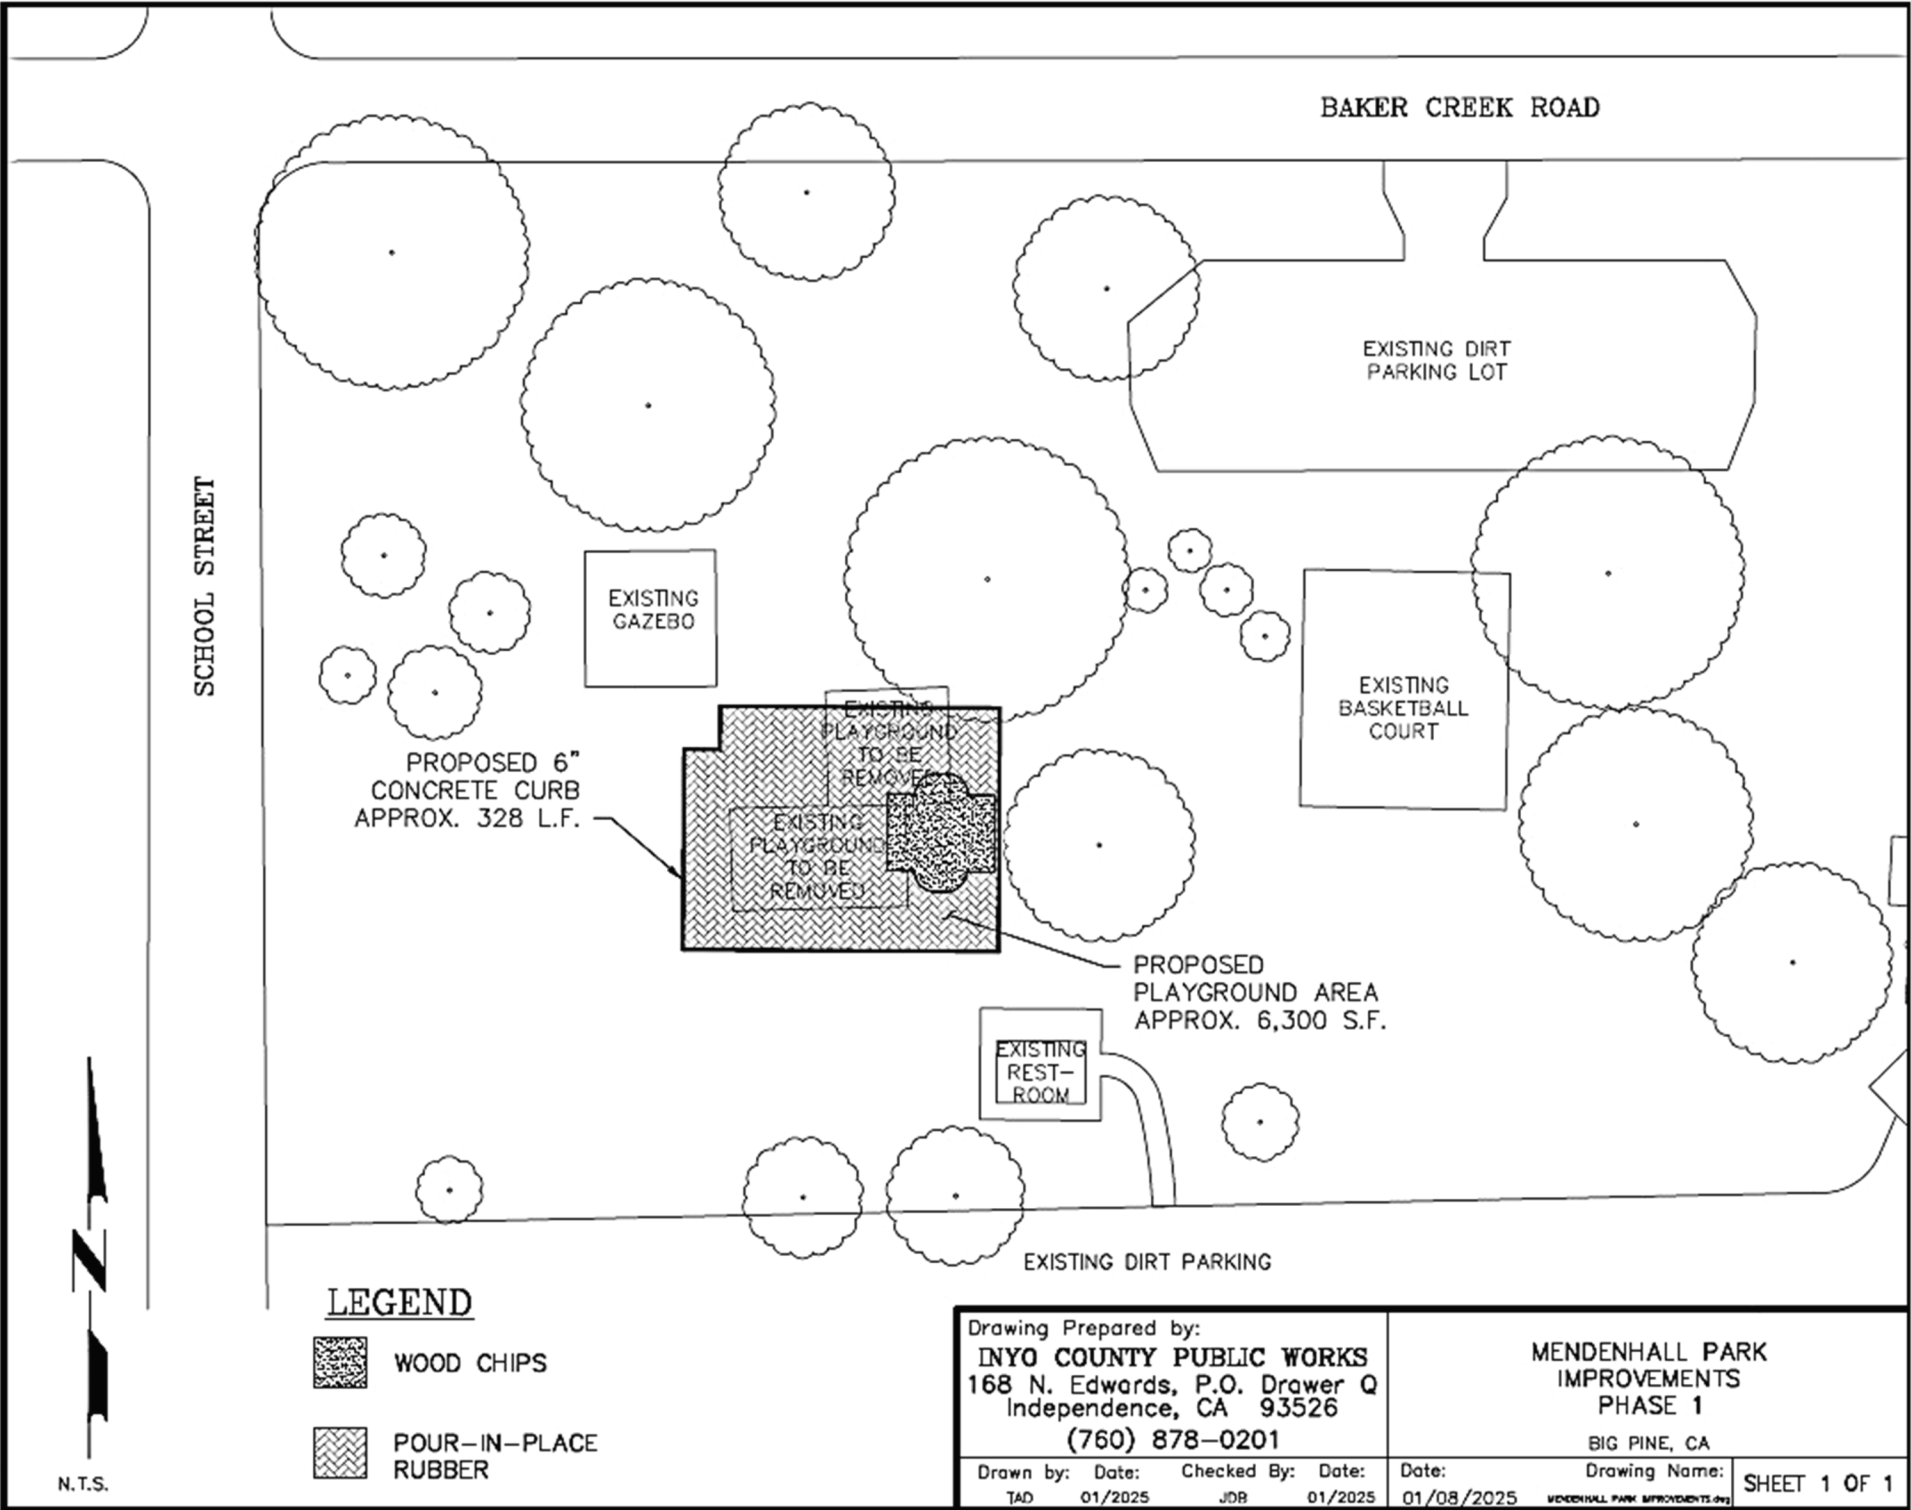 BAKER CREEK ROAD
EXISTING DIRT
PARKING LOT
SCHOOL STREET
EXISTING
GAZEBO
EXISTING
BASKETBALL
COURT
EXISTING
PLAYGROUND
TO BE
REMOVED
PROPOSED 6"
CONCRETE CURB
APPROX. 328 L.F.
EXISTING
PLAYGROUND
TO BE
REMOVED
PROPOSED
PLAYGROUND AREA
APPROX. 6,300 S.F.
EXISTING
REST-
ROOM
EXISTING DIRT PARKING
N
N.T.S.
LEGEND
WOOD CHIPS
POUR-IN-PLACE
RUBBER
Drawing Prepared by:
INYO COUNTY PUBLIC WORKS
168 N. Edwards, P.O. Drawer Q
Independence, CA 93526
(760) 878-0201
Drawn by: Date: Checked By: Date:
TAD 01/2025 JDB 01/2025
MENDENHALL PARK
IMPROVEMENTS
PHASE 1
BIG PINE, CA
Date: Drawing Name:
01/08/2025 MENDENHALL PARK IMPROVEMENTS.dwg
SHEET 1 OF 1